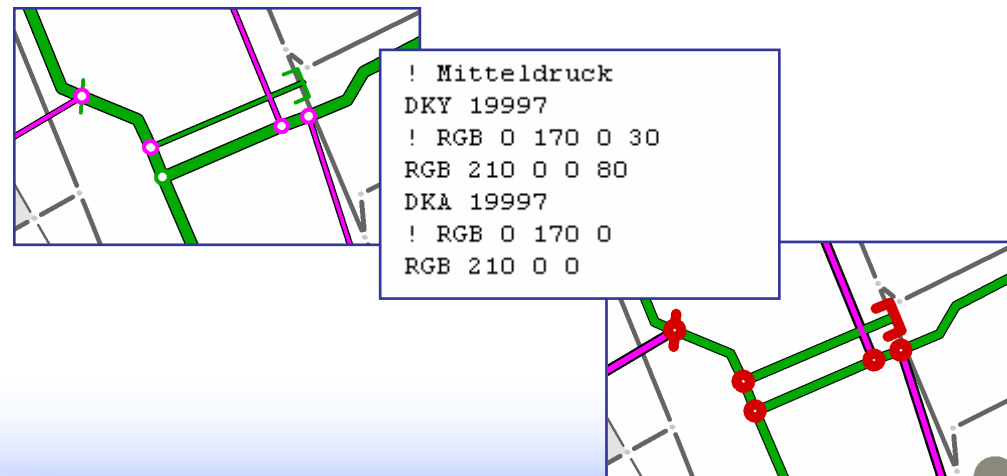 ! Mitteldruck
DKY 19997
! RGB 0 170 0 30
RGB 210 0 0 80
DKA 19997
! RGB 0 170 0
RGB 210 0 0